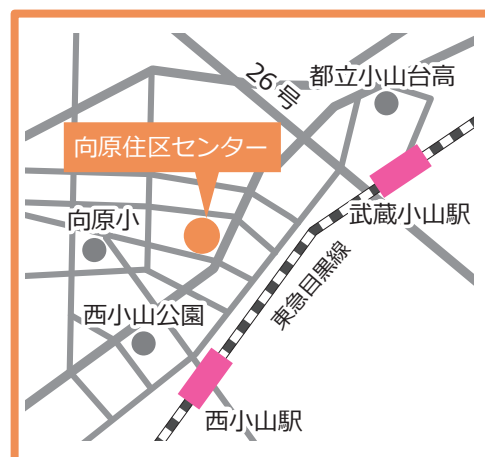 都立小山台高
26号
向原住区センター
武蔵小山駅
向原小
東急目黒線
西小山公園
西小山駅